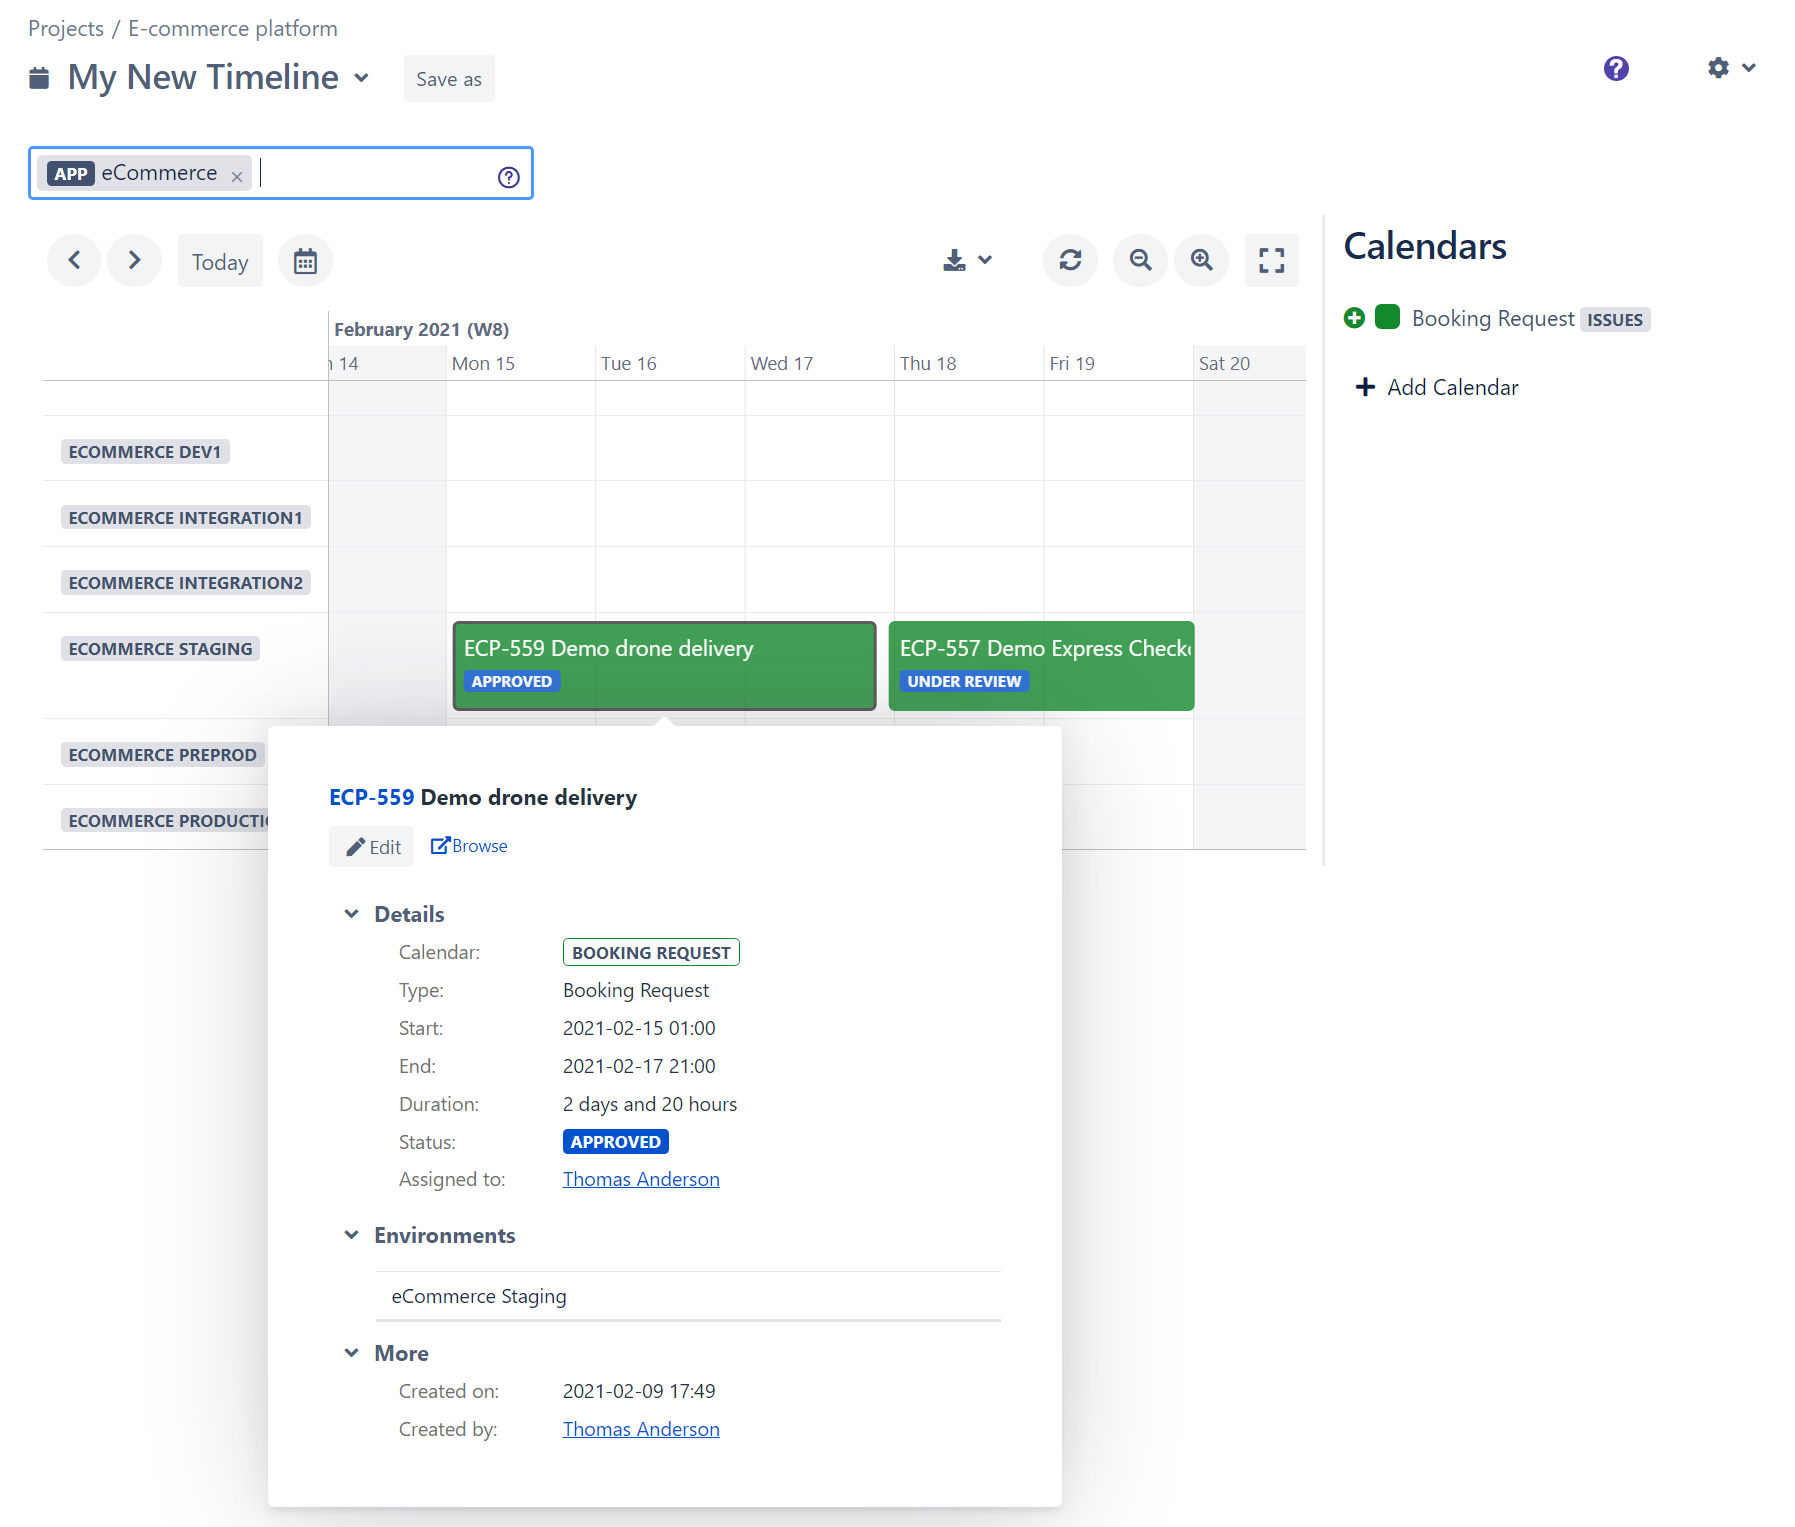 Projects / E-commerce platform
My New Timeline
Save as
APP eCommerce ×
Today
Calendars
Booking Request ISSUES
Add Calendar
February 2021 (W8)
14 Mon 15 Tue 16 Wed 17 Thu 18 Fri 19 Sat 20
ECOMMERCE DEV1
ECOMMERCE INTEGRATION1
ECOMMERCE INTEGRATION2
ECOMMERCE STAGING
ECP-559 Demo drone delivery
APPROVED
ECP-557 Demo Express
UNDER REVIEW
ECOMMERCE PREPROD
ECOMMERCE
ECP-559 Demo drone delivery
Edit Browse
Details
Calendar: BOOKING REQUEST
Type: Booking Request
Start: 2021-02-15 01:00
End: 2021-02-17 21:00
Duration: 2 days and 20 hours
Status: APPROVED
Assigned to: Thomas Anderson
Environments
eCommerce Staging
More
Created on: 2021-02-09 17:49
Created by: Thomas Anderson